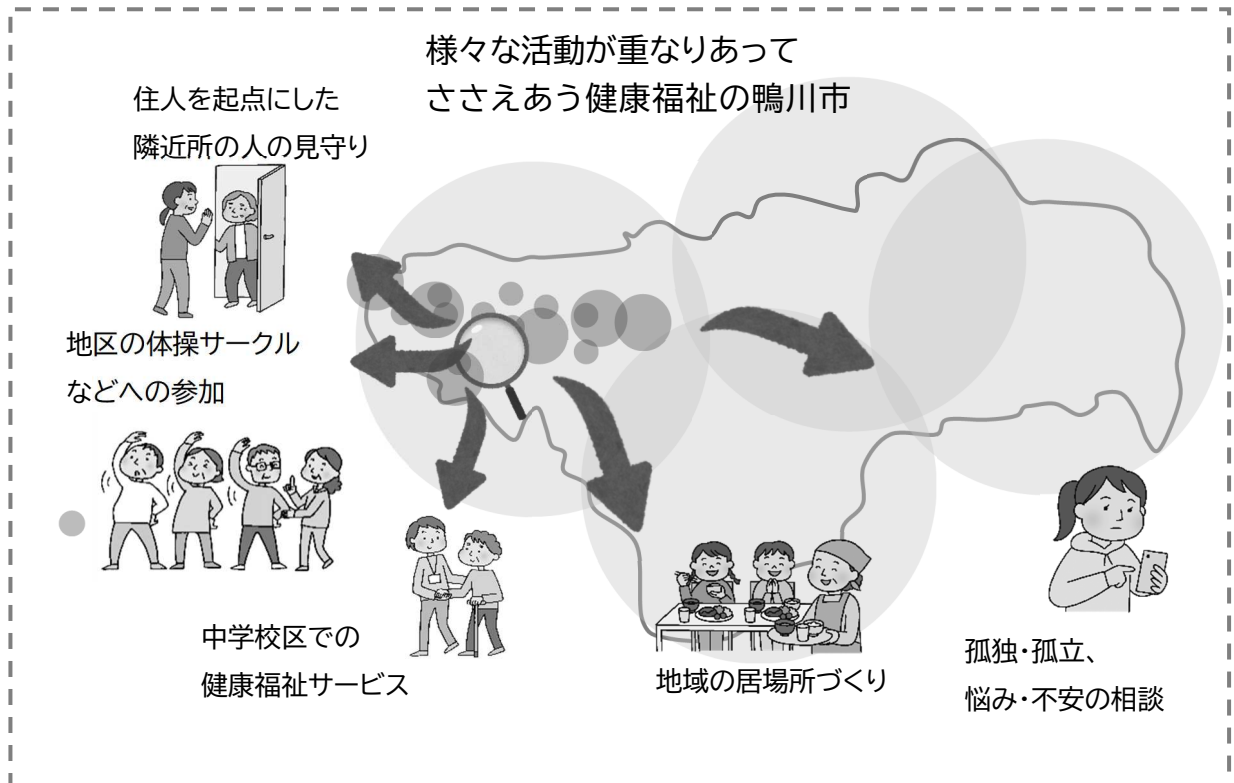 様々な活動が重なりあって
ささえあう健康福祉の鴨川市
住人を起点にした
隣近所の人の見守り
地区の体操サークル
などへの参加
中学校区での
健康福祉サービス
地域の居場所づくり
孤独・孤立、
悩み・不安の相談